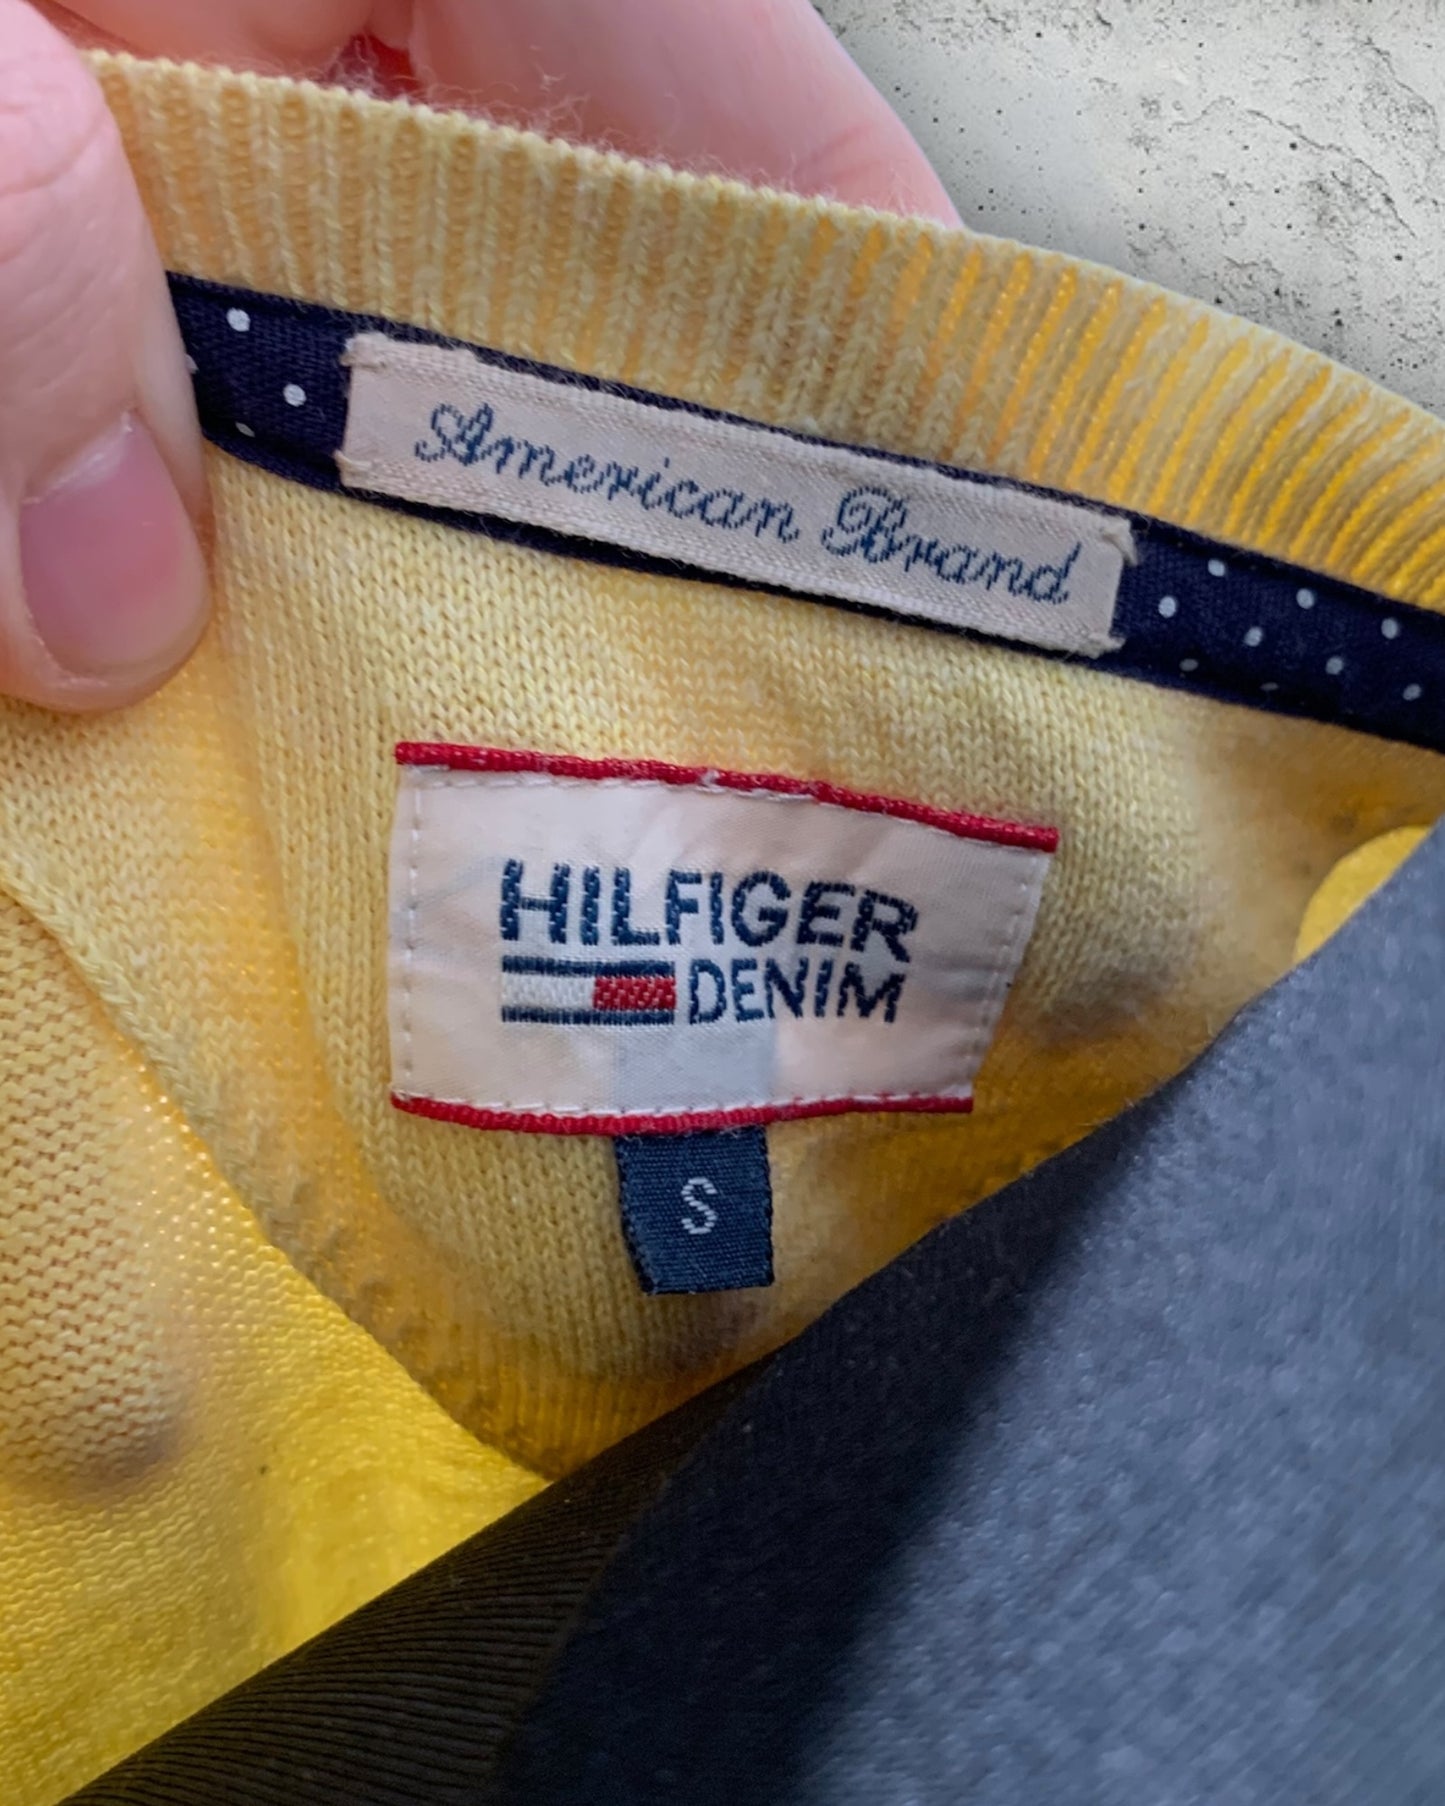 American Brand
HILFIGER
DENIM
S